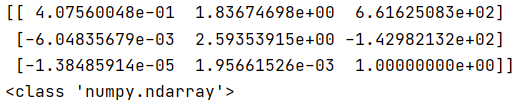 [[ 4.07560048e-01  1.83674698e+00  6.61625083e+02]
 [-6.04835679e-03  2.59353915e+00 -1.42982132e+02]
 [-1.38485914e-05  1.95661526e-03  1.00000000e+00]]
<class 'numpy.ndarray'>